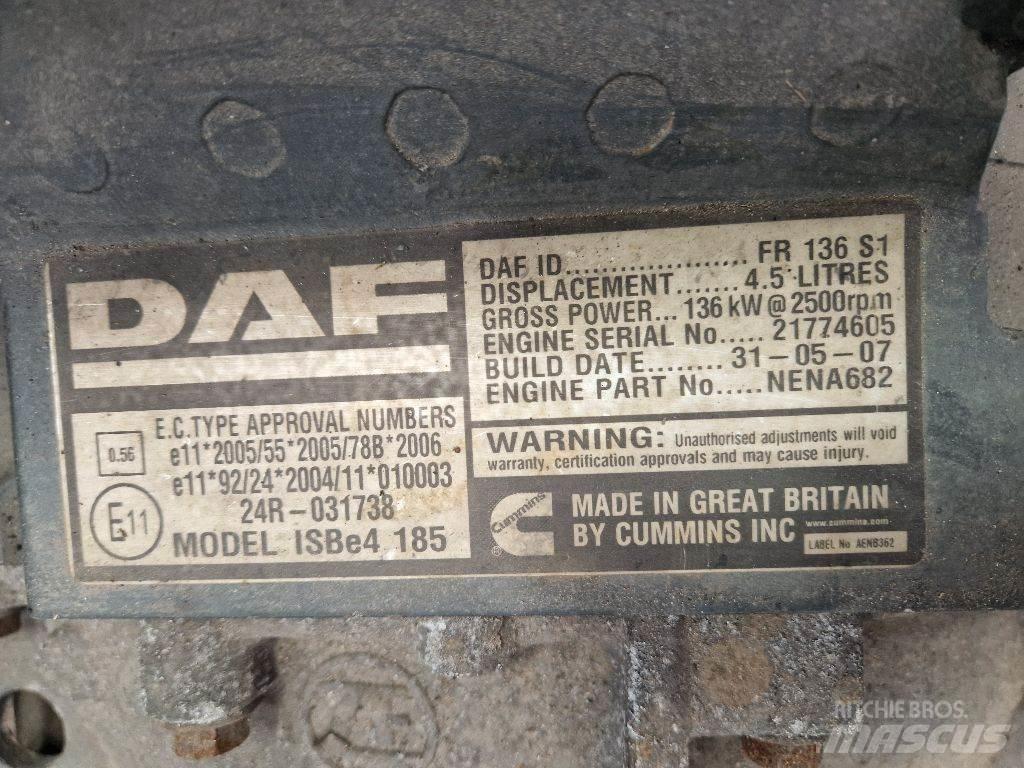 DAF
DAF ID.................... FR 136 S1
DISPLACEMENT....... 4.5 LITRES
GROSS POWER... 136 kW @ 2500rpm
ENGINE SERIAL No..... 21774605
BUILD DATE........ 31-05-07
ENGINE PART No..... NENA682
E.C. TYPE APPROVAL NUMBERS
0.56
e11*2005/55*2005/78B*2006
e11*92/24*2004/11*010003
24R-031738
E11
MODEL ISBe4 185
WARNING: Unauthorised adjustments will void
warranty, certification approvals and may cause injury.
Cummins
®
MADE IN GREAT BRITAIN
BY CUMMINS INC
www.cummins.com
LABEL No AENB362
RITCHIE BROS.
MASCUS